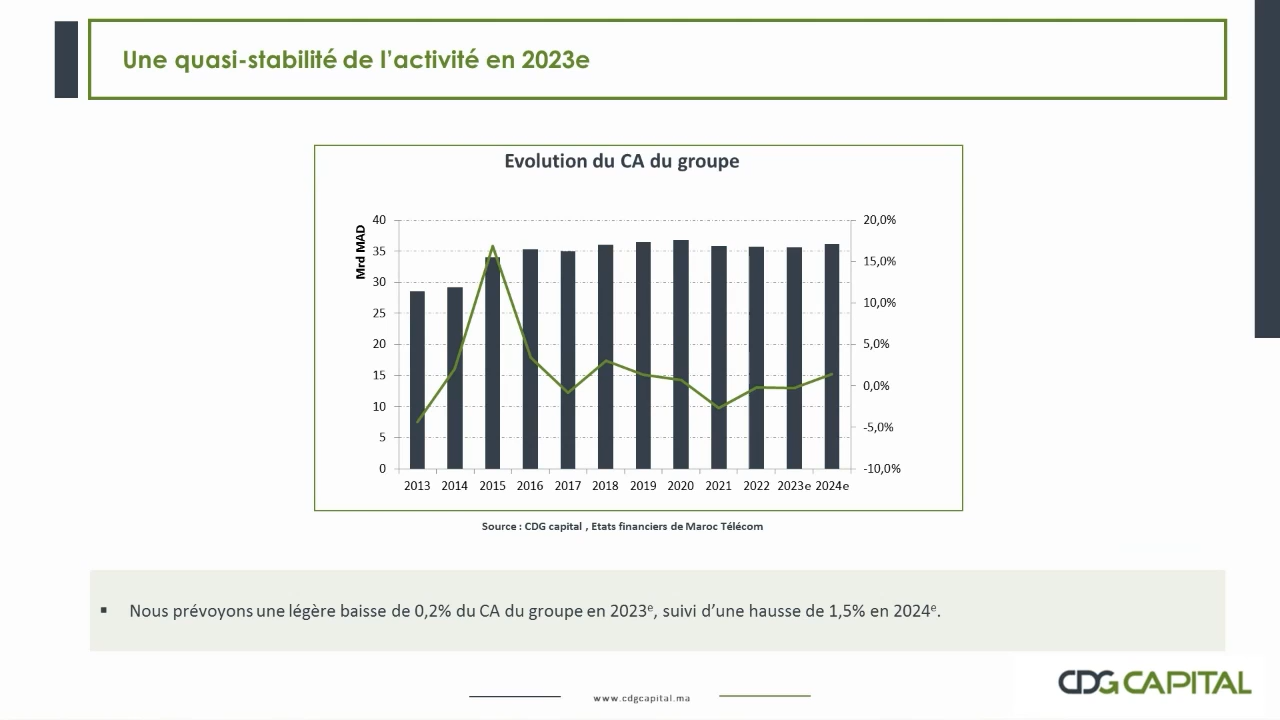 Une quasi-stabilité de l’activité en 2023e
Evolution du CA du groupe
Mrd MAD
40
35
30
25
20
15
10
5
0
20,0%
15,0%
10,0%
5,0%
0,0%
-5,0%
-10,0%
2013 2014 2015 2016 2017 2018 2019 2020 2021 2022 2023e 2024e
Source : CDG capital , Etats financiers de Maroc Télécom
▪ Nous prévoyons une légère baisse de 0,2% du CA du groupe en 2023ᵉ, suivi d’une hausse de 1,5% en 2024ᵉ.
www.cdgcapital.ma
CDG CAPITAL